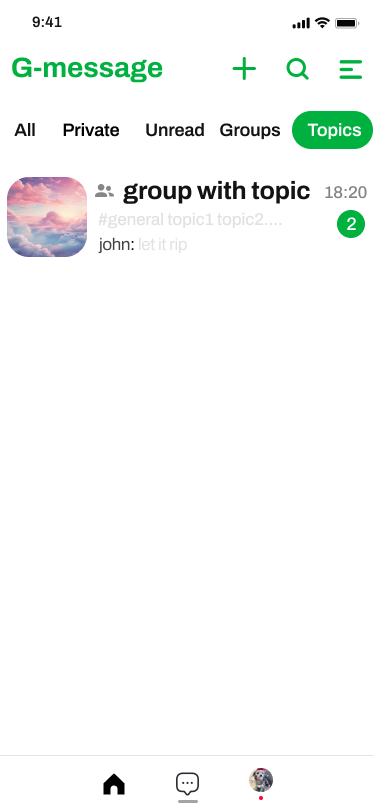 9:41
G-message
All Private Unread Groups Topics
group with topic 18:20
#general topic1 topic2.... 2
john: let it rip